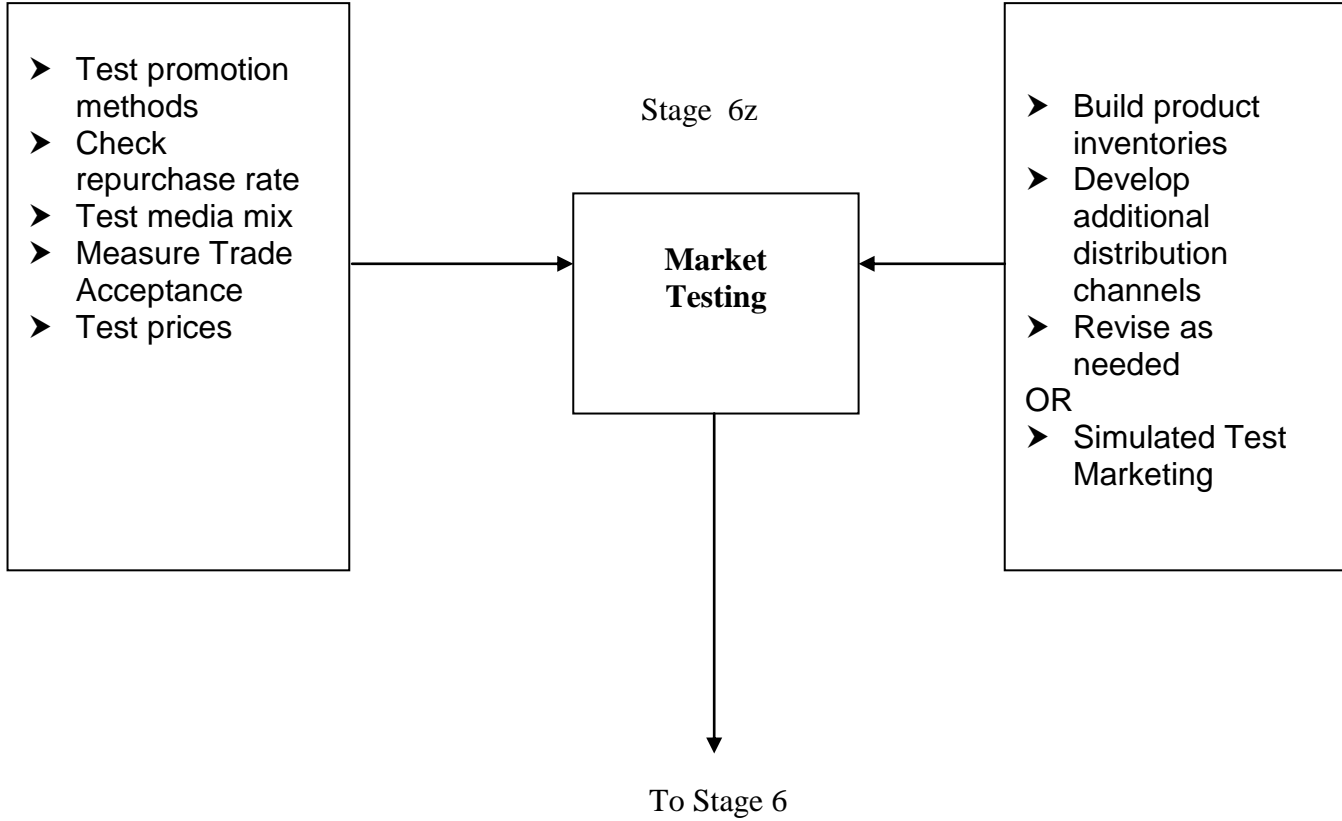 ➤ Test promotion
methods
➤ Check
repurchase rate
➤ Test media mix
➤ Measure Trade
Acceptance
➤ Test prices
Stage 6z
Market
Testing
➤ Build product
inventories
➤ Develop
additional
distribution
channels
➤ Revise as
needed
OR
➤ Simulated Test
Marketing
To Stage 6